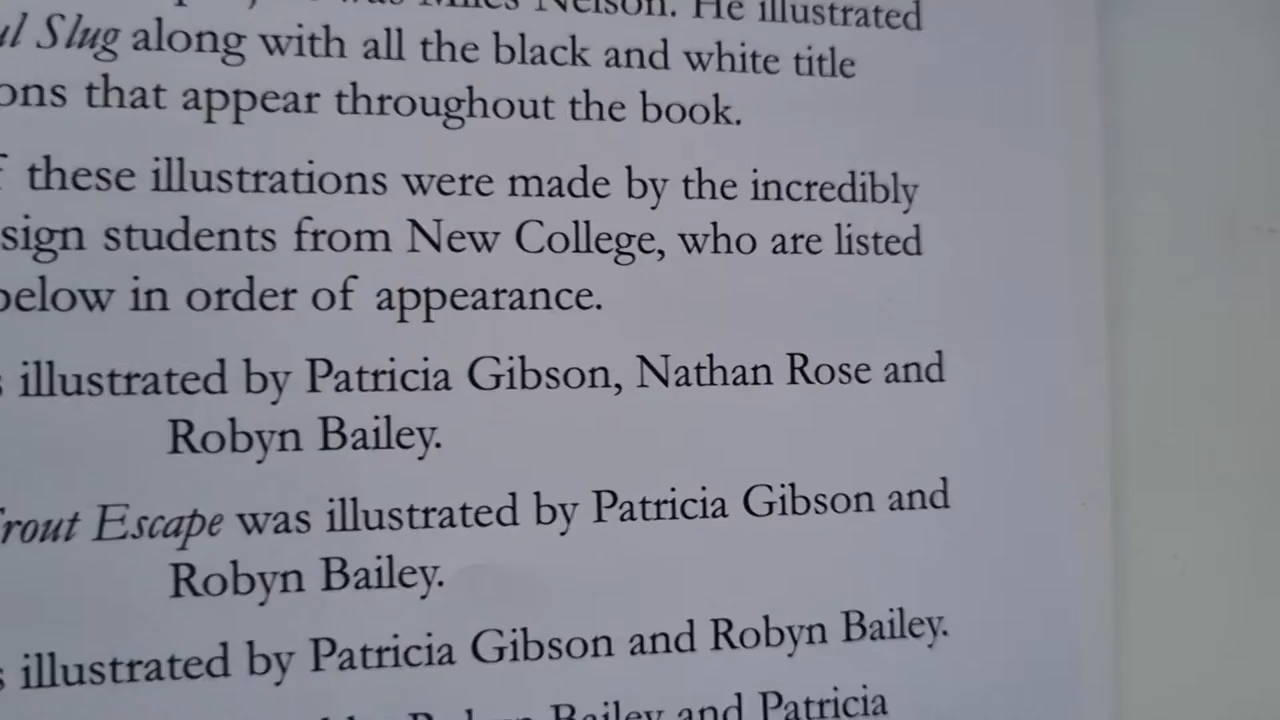 was Miles Nelson. He illustrated
Slug along with all the black and white title
that appear throughout the book.
these illustrations were made by the incredibly
students from New College, who are listed
below in order of appearance.
illustrated by Patricia Gibson, Nathan Rose and
Robyn Bailey.
Escape was illustrated by Patricia Gibson and
Robyn Bailey.
illustrated by Patricia Gibson and Robyn Bailey.
Bailey and Patricia